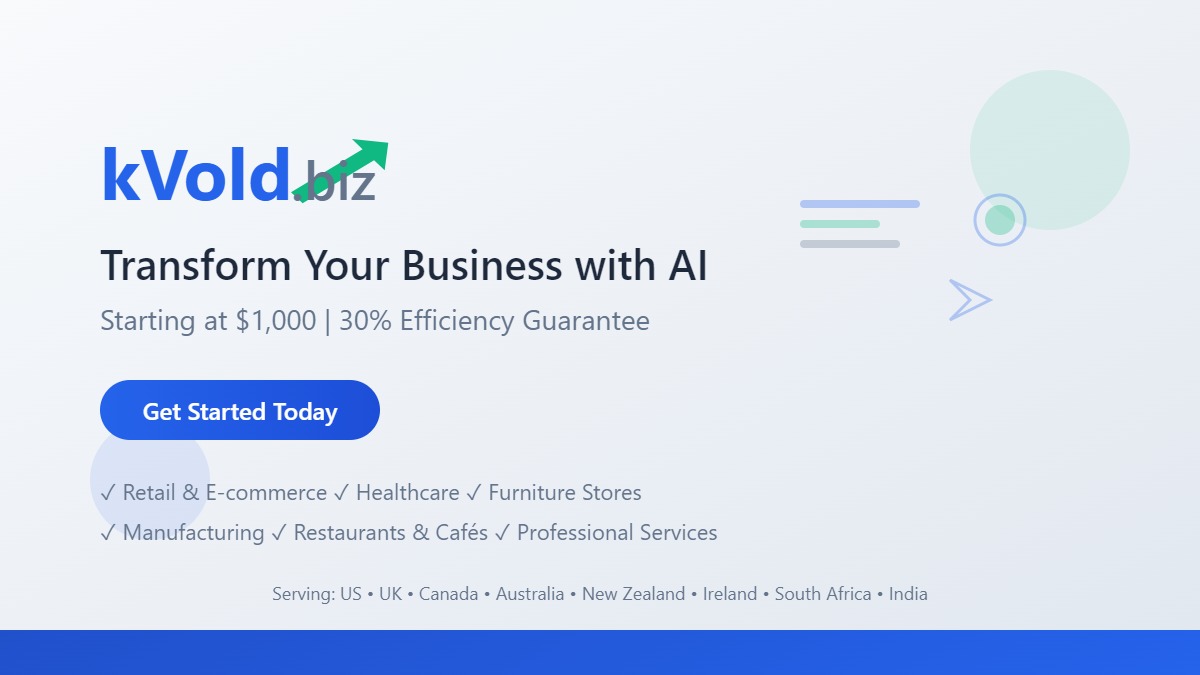 kVold.biz
Transform Your Business with AI
Starting at $1,000 | 30% Efficiency Guarantee
Get Started Today
✓ Retail & E-commerce ✓ Healthcare ✓ Furniture Stores
✓ Manufacturing ✓ Restaurants & Cafés ✓ Professional Services
Serving: US • UK • Canada • Australia • New Zealand • Ireland • South Africa • India